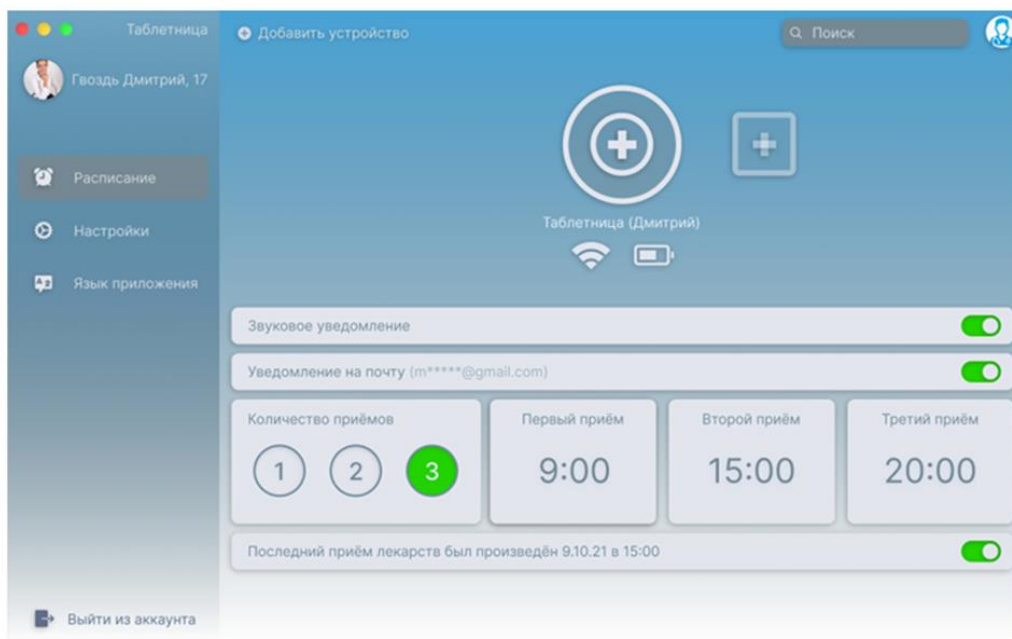 Таблетница
Добавить устройство
Поиск
Гвоздь Дмитрий, 17
Расписание
Настройки
Язык приложения
Таблетница (Дмитрий)
Звуковое уведомление
Уведомление на почту (m*****@gmail.com)
Количество приёмов
1 2 3
Первый приём
9:00
Второй приём
15:00
Третий приём
20:00
Последний приём лекарств был произведён 9.10.21 в 15:00
Выйти из аккаунта